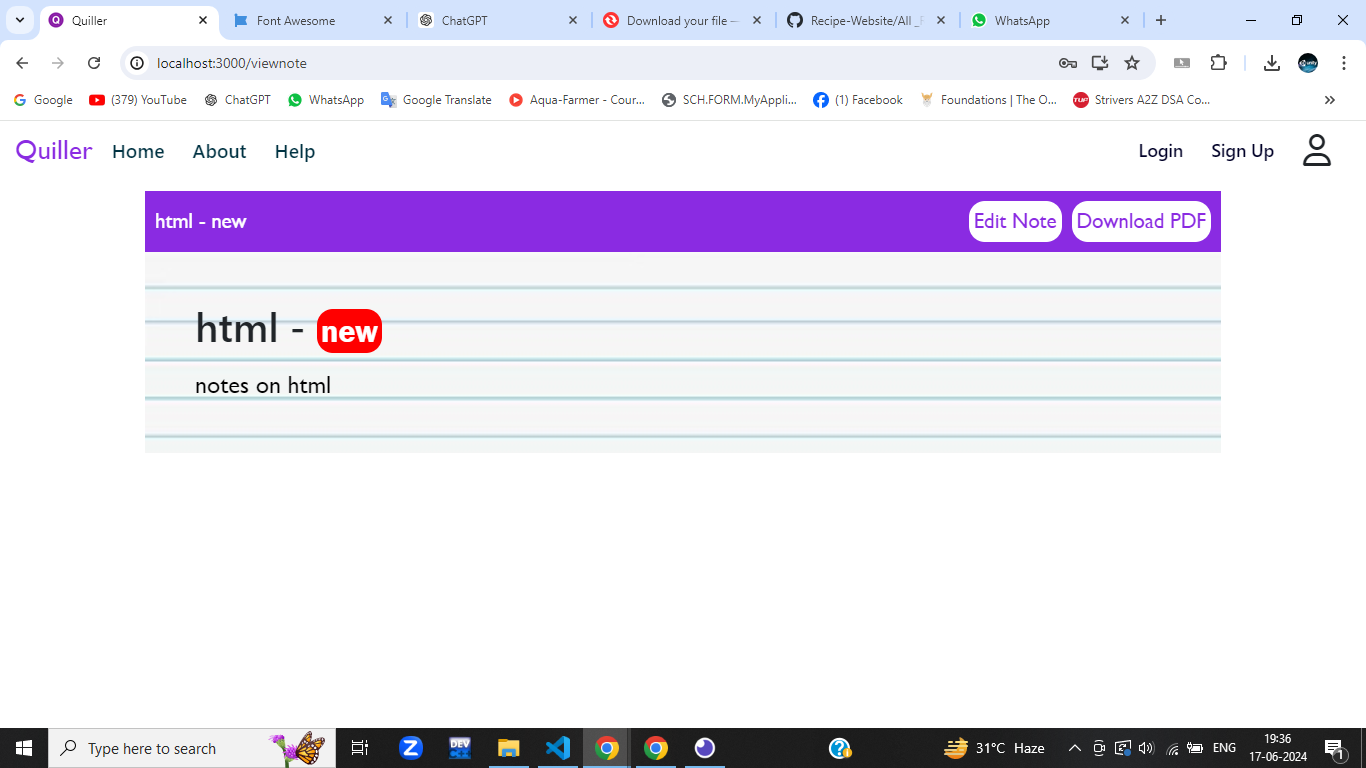 Quiller
Font Awesome
ChatGPT
Download your file —
Recipe-Website/All _
WhatsApp
localhost:3000/viewnote
Google
(379) YouTube
ChatGPT
WhatsApp
Google Translate
Aqua-Farmer - Cour...
SCH.FORM.MyAppli...
(1) Facebook
Foundations | The O...
Strivers A2Z DSA Co...
Quiller
Home
About
Help
Login
Sign Up
html - new
Edit Note
Download PDF
html - new
notes on html
Type here to search
31°C Haze
ENG
19:36
17-06-2024
1